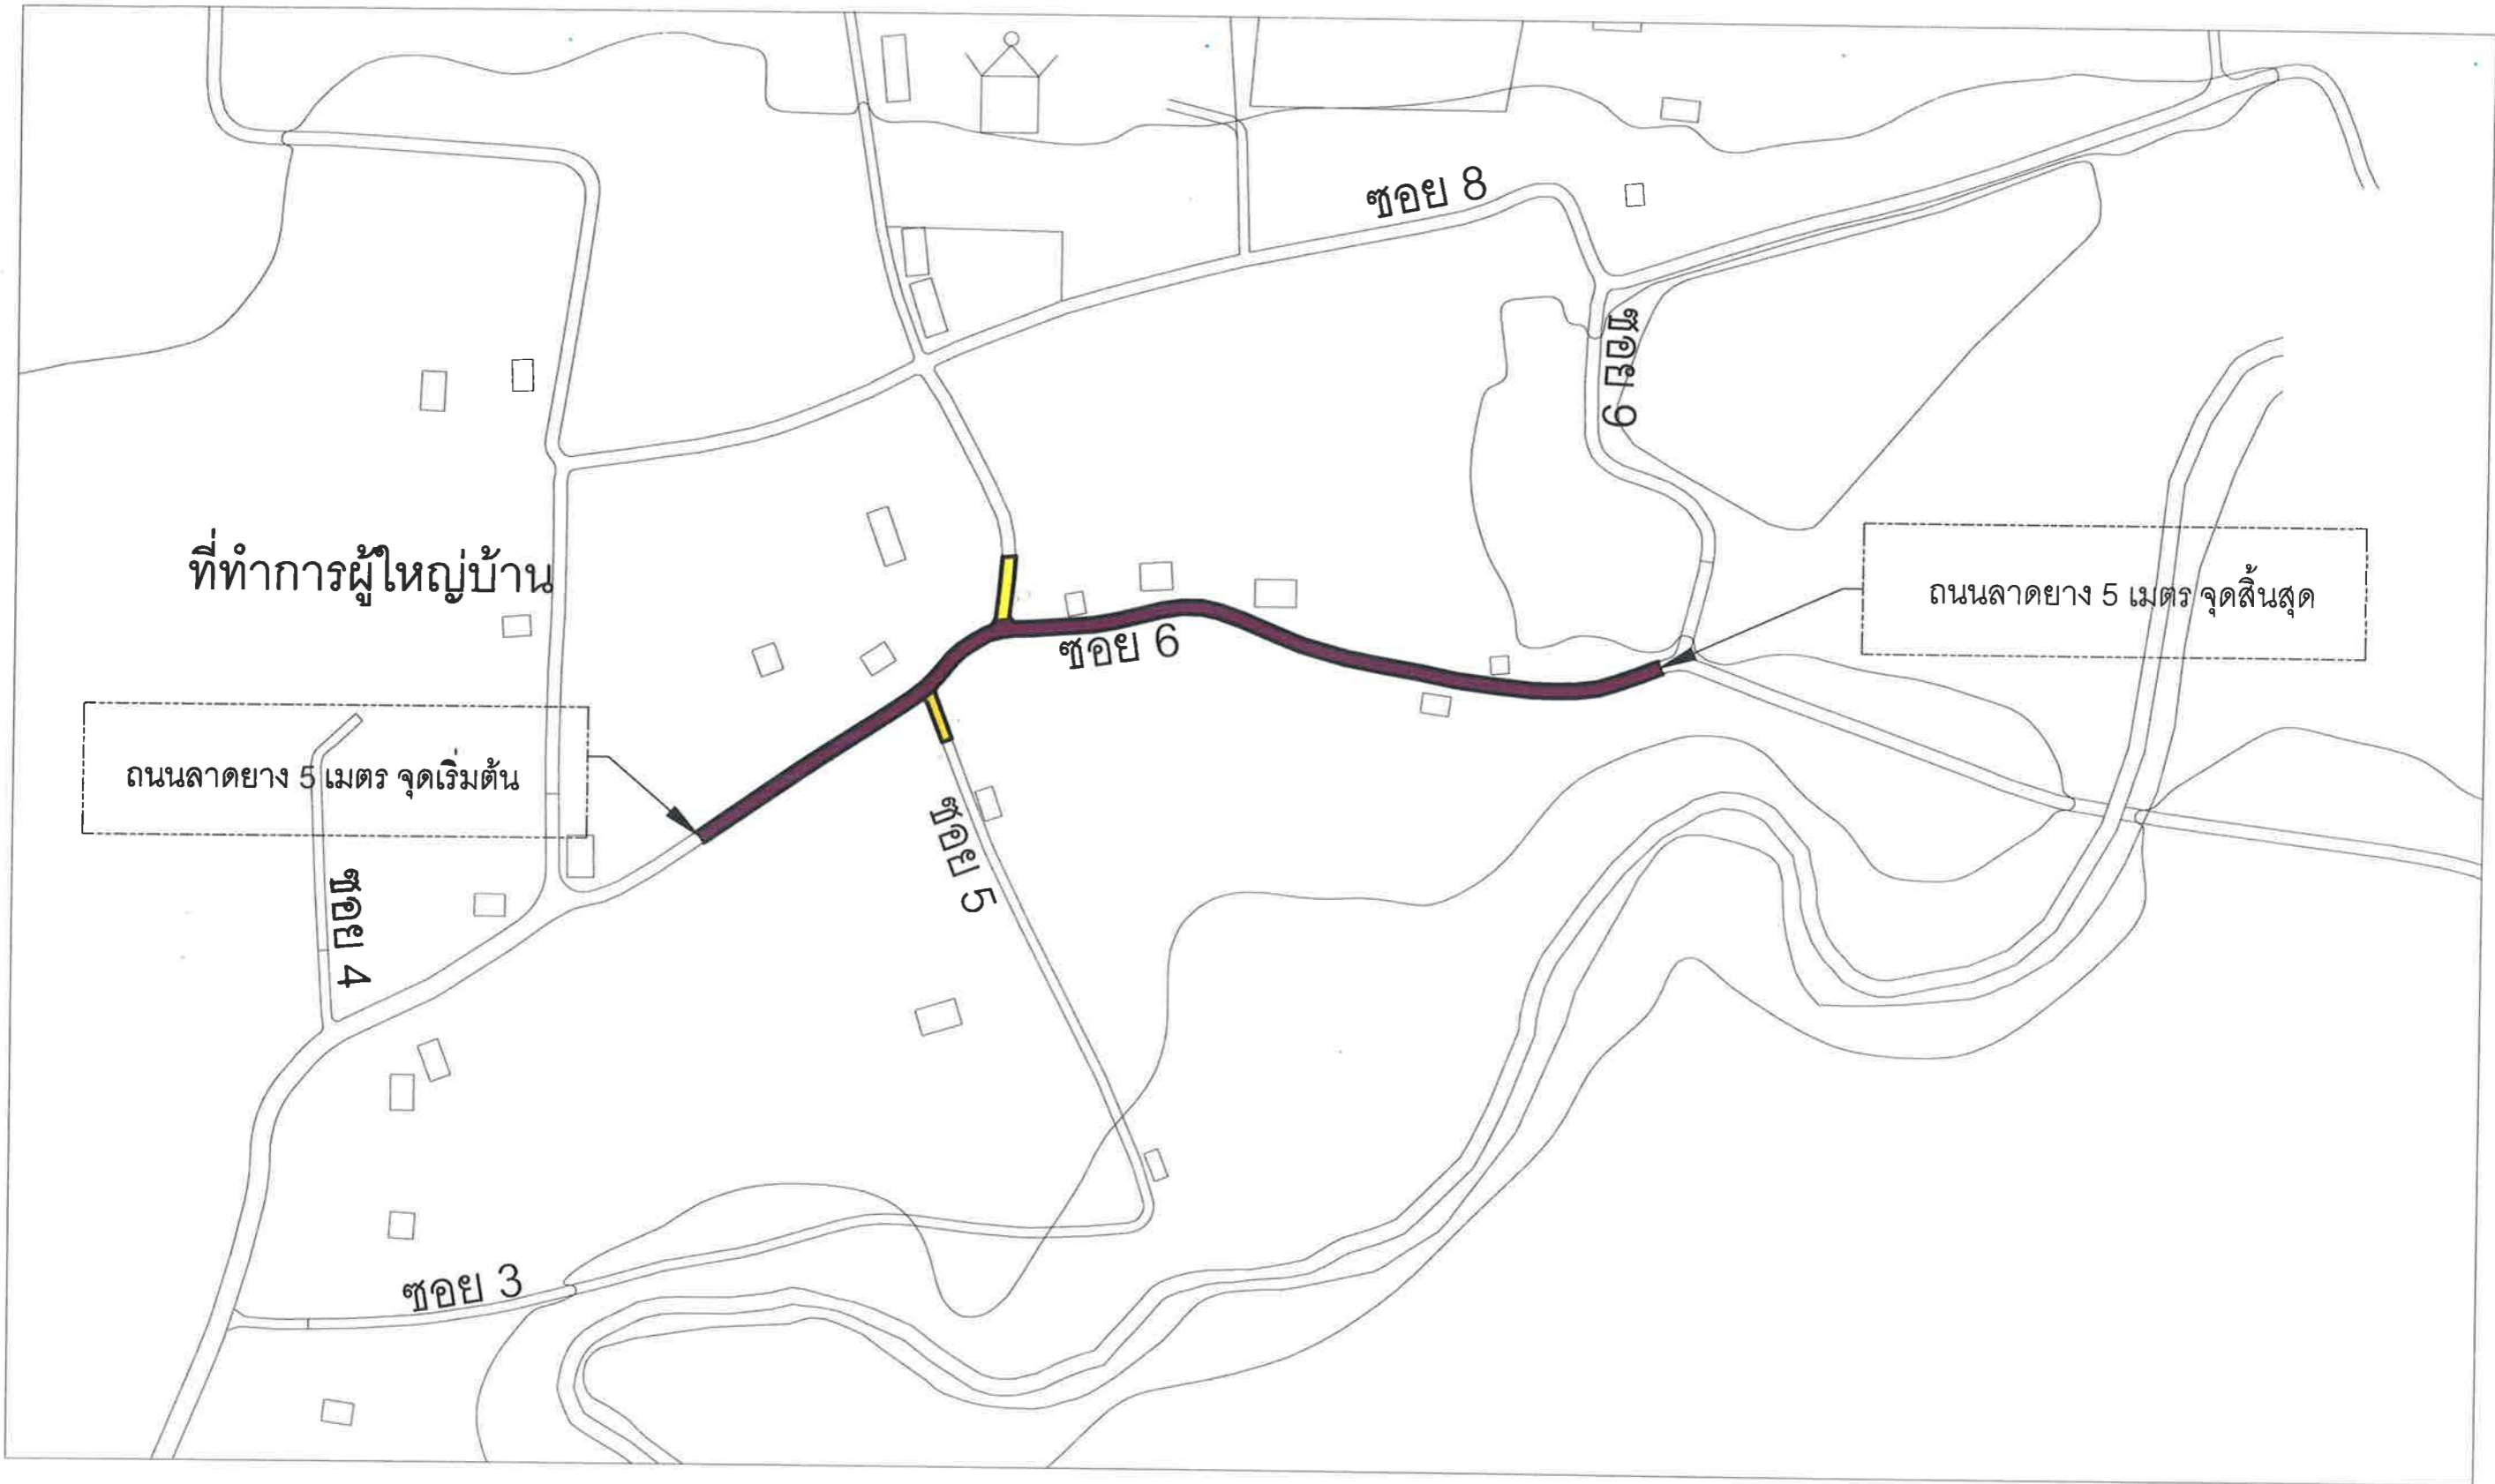 ซอย 8
ซอย 9
ที่ทำการผู้ใหญ่บ้าน
ถนนลาดยาง 5 เมตร จุดสิ้นสุด
ซอย 6
ถนนลาดยาง 5 เมตร จุดเริ่มต้น
ซอย 5
ซอย 4
ซอย 3